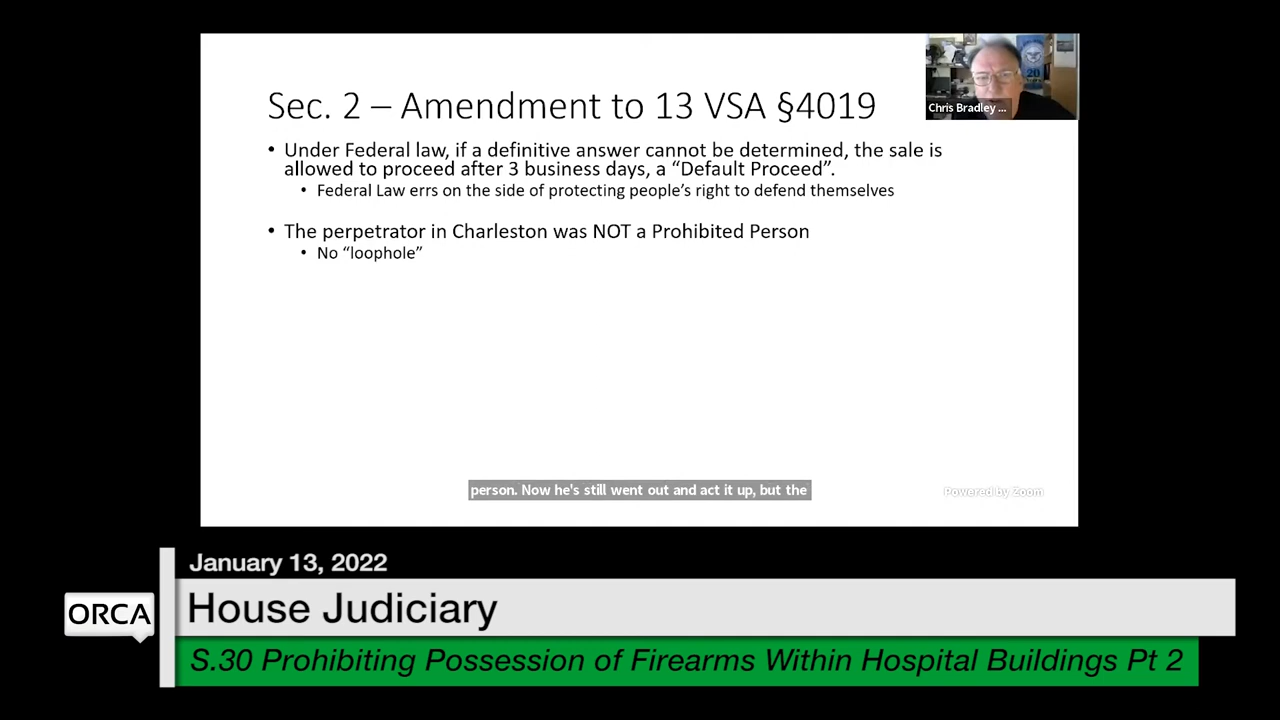 Sec. 2 – Amendment to 13 VSA §4019
• Under Federal law, if a definitive answer cannot be determined, the sale is
allowed to proceed after 3 business days, a “Default Proceed”.
• Federal Law errs on the side of protecting people’s right to defend themselves
• The perpetrator in Charleston was NOT a Prohibited Person
• No “loophole”
Chris Bradley ...
20
person. Now he's still went out and act it up, but the
Powered by Zoom
January 13, 2022
ORCA
House Judiciary
S.30 Prohibiting Possession of Firearms Within Hospital Buildings Pt 2